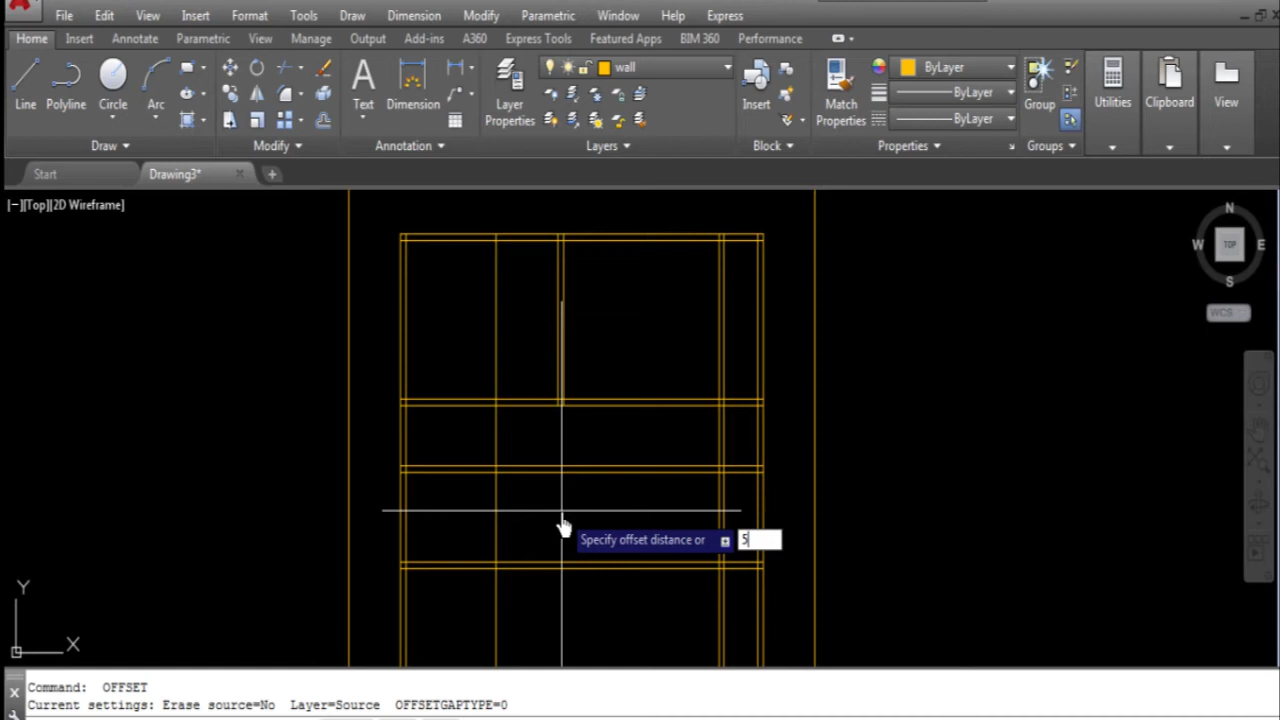 File Edit View Insert Format Tools Draw Dimension Modify Parametric Window Help Express
Home Insert Annotate Parametric View Manage Output Add-ins A360 Express Tools Featured Apps BIM 360 Performance
wall
ByLayer
ByLayer
ByLayer
Line Polyline Circle Arc
Text Dimension
Layer
Properties
Insert
Match
Properties
Group
Utilities
Clipboard
View
Draw Modify Annotation Layers Block Properties Groups
Start Drawing3*
[−][Top][2D Wireframe]
N
W TOP E
S
WCS
Specify offset distance or 5
Y
X
Command: OFFSET
Current settings: Erase source=No Layer=Source OFFSETGAPTYPE=0